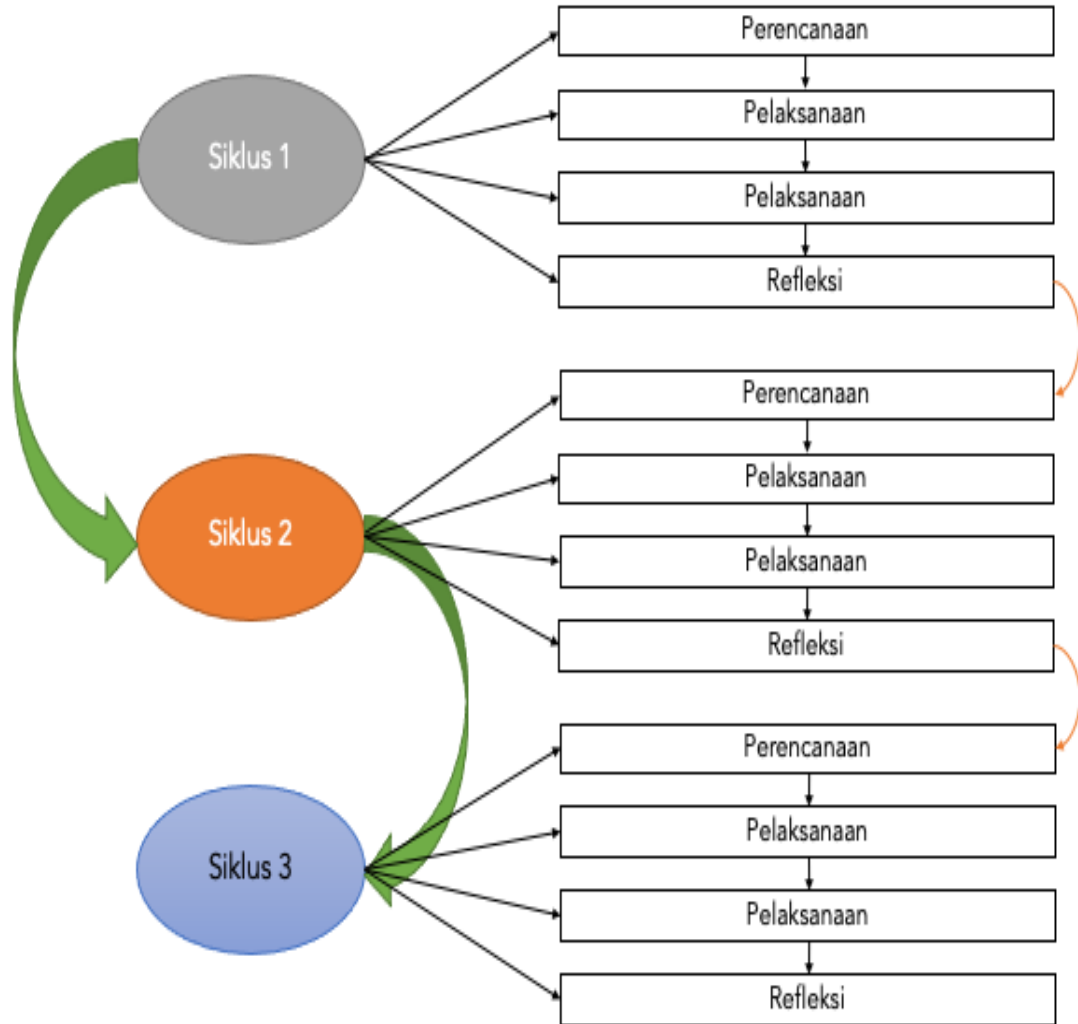 Siklus 1
Perencanaan
Pelaksanaan
Pelaksanaan
Refleksi
Siklus 2
Perencanaan
Pelaksanaan
Pelaksanaan
Refleksi
Siklus 3
Perencanaan
Pelaksanaan
Pelaksanaan
Refleksi